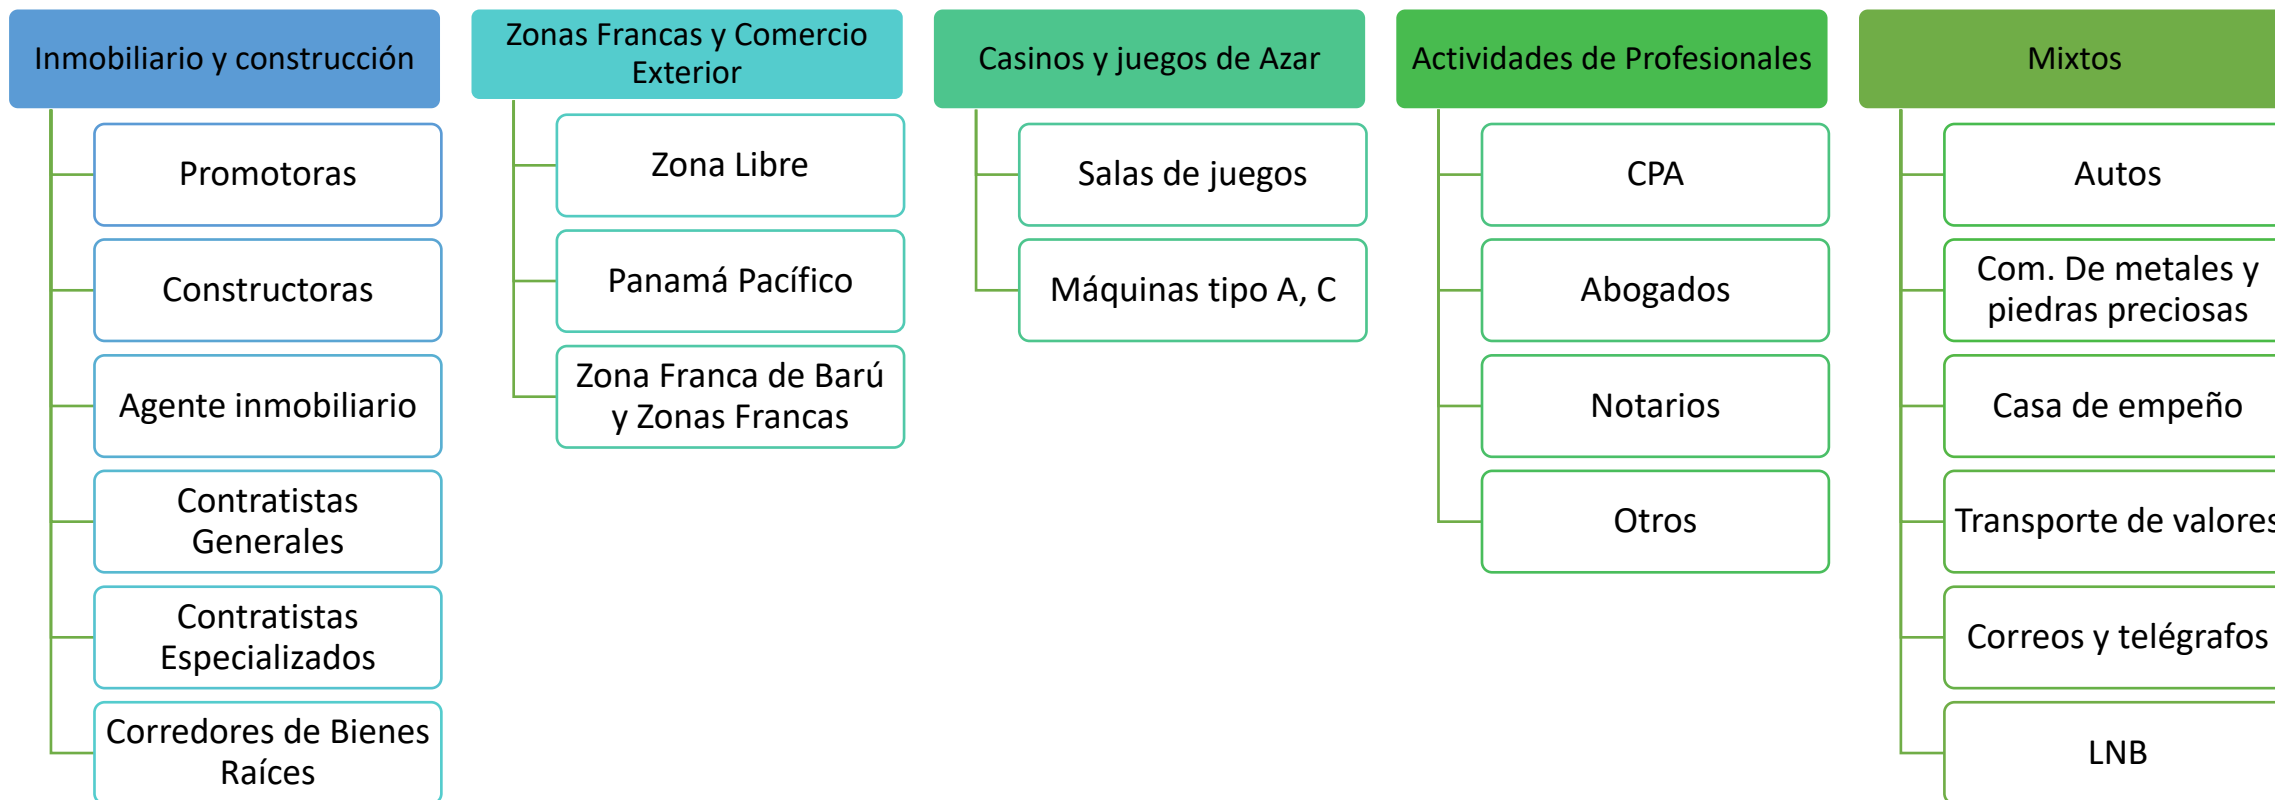 Inmobiliario y construcción
Promotoras
Constructoras
Agente inmobiliario
Contratistas
Generales
Contratistas
Especializados
Corredores de Bienes
Raíces
Zonas Francas y Comercio
Exterior
Zona Libre
Panamá Pacífico
Zona Franca de Barú
y Zonas Francas
Casinos y juegos de Azar
Salas de juegos
Máquinas tipo A, C
Actividades de Profesionales
CPA
Abogados
Notarios
Otros
Mixtos
Autos
Com. De metales y
piedras preciosas
Casa de empeño
Transporte de valores
Correos y telégrafos
LNB